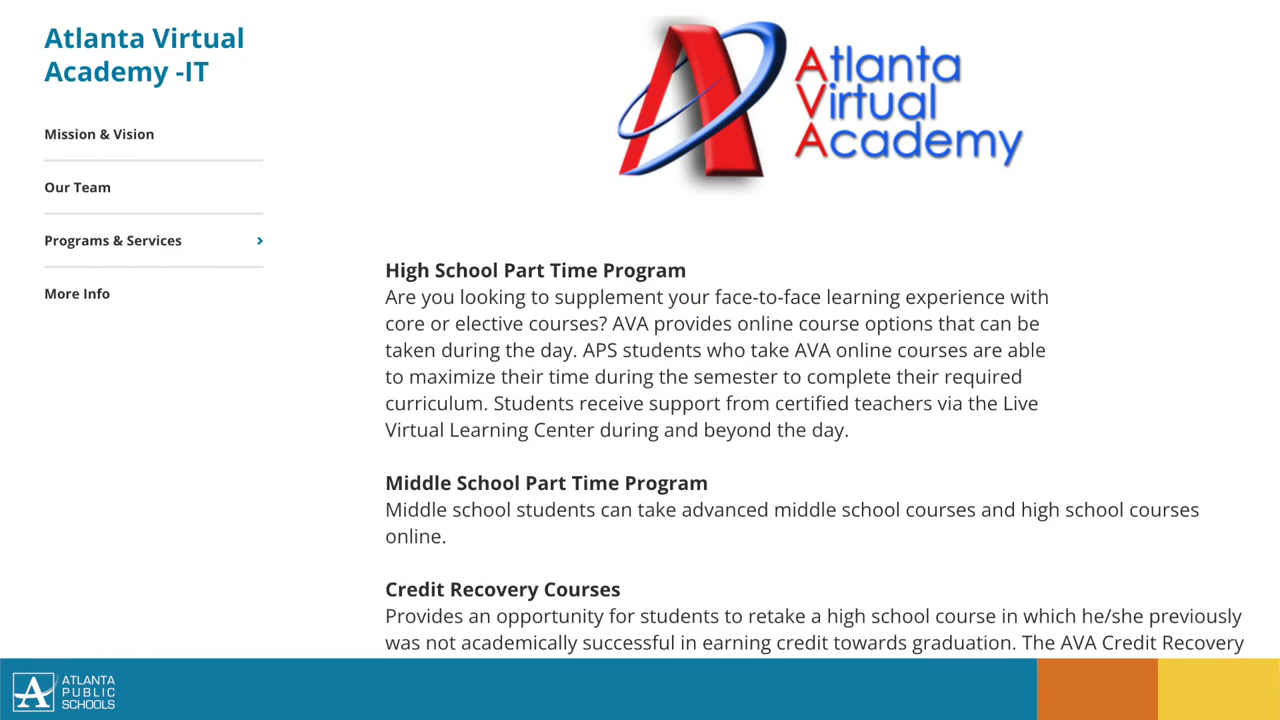 Atlanta Virtual
Academy -IT
Mission & Vision
Our Team
Programs & Services
More Info
Atlanta
Virtual
Academy
High School Part Time Program
Are you looking to supplement your face-to-face learning experience with
core or elective courses? AVA provides online course options that can be
taken during the day. APS students who take AVA online courses are able
to maximize their time during the semester to complete their required
curriculum. Students receive support from certified teachers via the Live
Virtual Learning Center during and beyond the day.
Middle School Part Time Program
Middle school students can take advanced middle school courses and high school courses
online.
Credit Recovery Courses
Provides an opportunity for students to retake a high school course in which he/she previously
was not academically successful in earning credit towards graduation. The AVA Credit Recovery
ATLANTA
PUBLIC
SCHOOLS